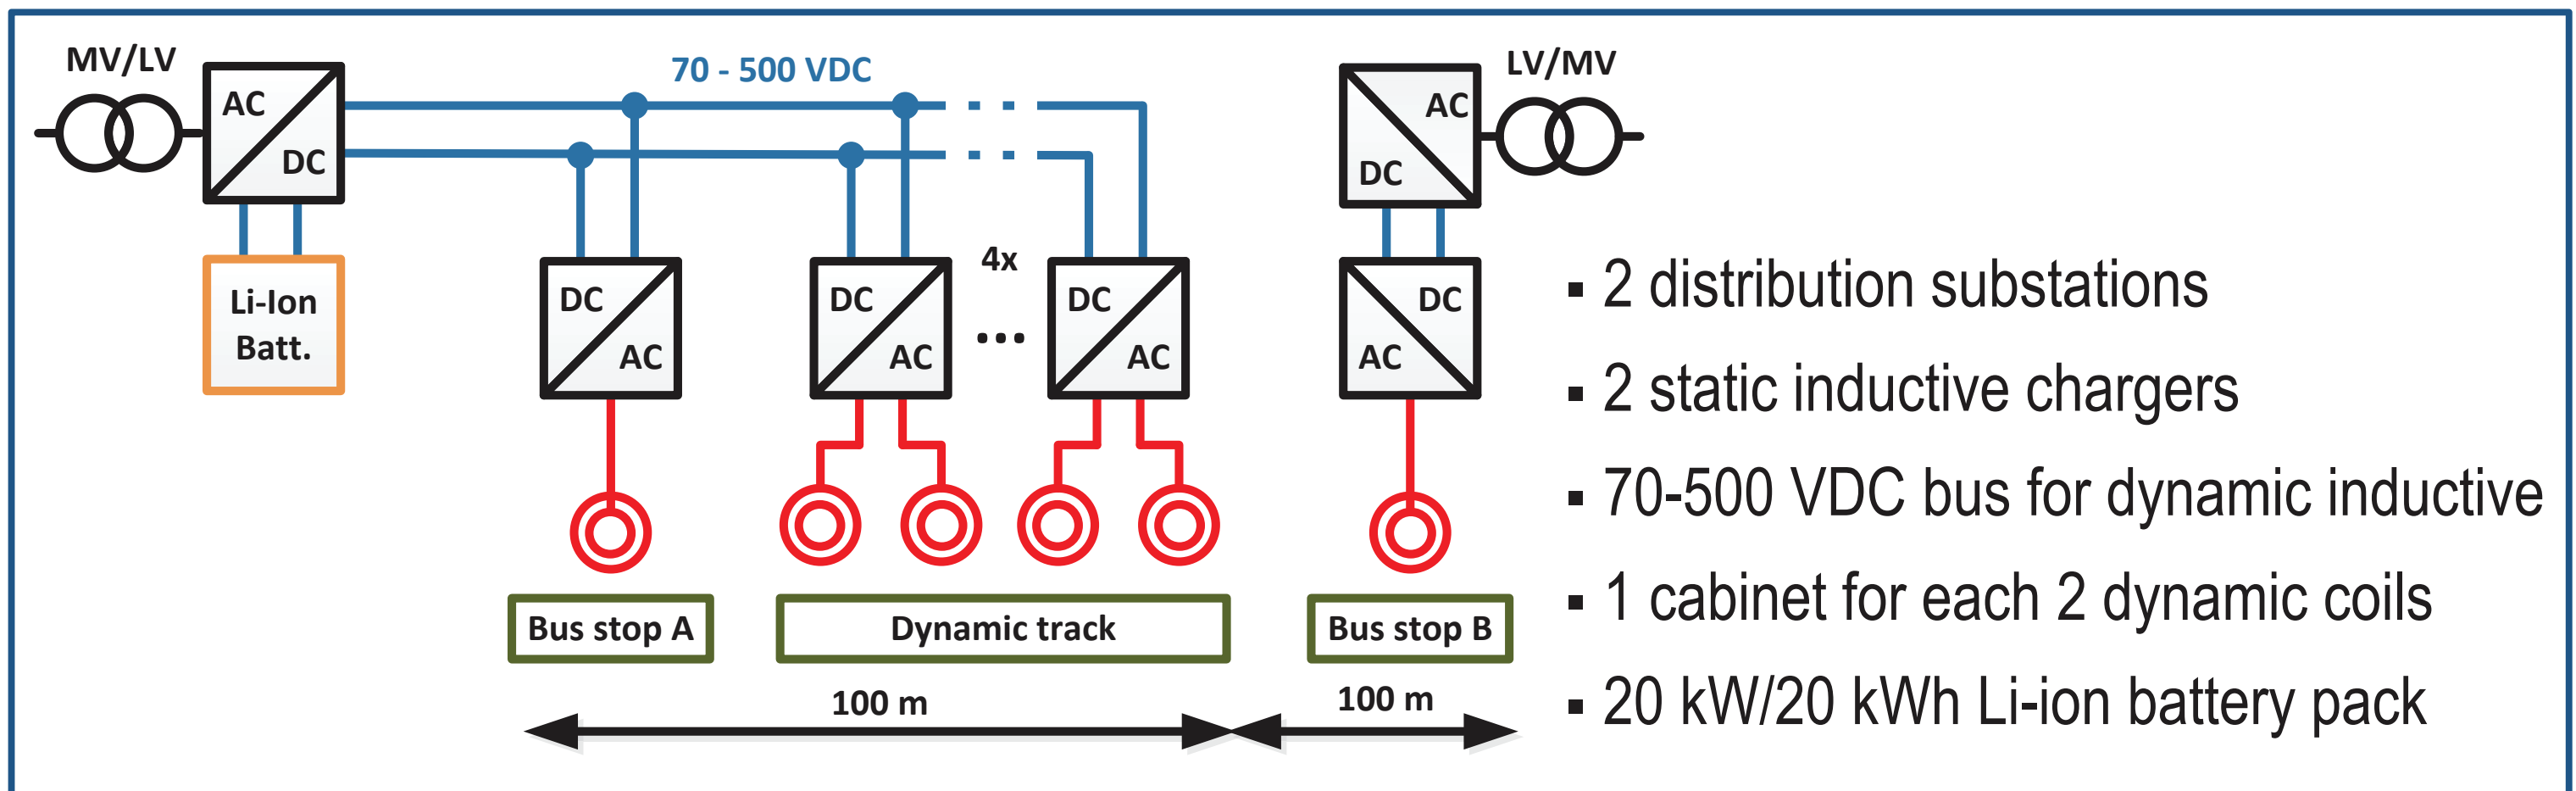 MV/LV
AC
DC
70 - 500 VDC
AC
DC
LV/MV
Li-Ion
Batt.
DC
AC
DC
AC
4x
...
DC
AC
DC
AC
Bus stop A
Dynamic track
Bus stop B
100 m
100 m
▪ 2 distribution substations
▪ 2 static inductive chargers
▪ 70-500 VDC bus for dynamic inductive
▪ 1 cabinet for each 2 dynamic coils
▪ 20 kW/20 kWh Li-ion battery pack